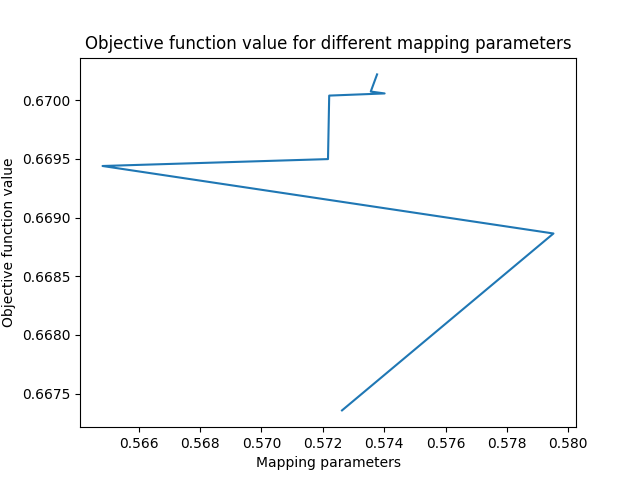 Objective function value for different mapping parameters
Objective function value
0.6700
0.6695
0.6690
0.6685
0.6680
0.6675
0.566 0.568 0.570 0.572 0.574 0.576 0.578 0.580
Mapping parameters